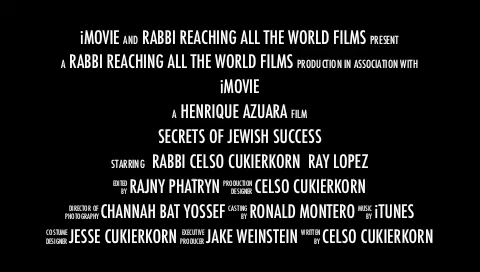 iMOVIE AND RABBI REACHING ALL THE WORLD FILMS PRESENT
A RABBI REACHING ALL THE WORLD FILMS PRODUCTION IN ASSOCIATION WITH
iMOVIE
A HENRIQUE AZUARA FILM
SECRETS OF JEWISH SUCCESS
STARRING RABBI CELSO CUKIERKORN RAY LOPEZ
EDITED BY RAJNY PHATRYN PRODUCTION DESIGNER CELSO CUKIERKORN
DIRECTOR OF PHOTOGRAPHY CHANNAH BAT YOSSEF CASTING BY RONALD MONTERO MUSIC BY iTUNES
COSTUME DESIGNER JESSE CUKIERKORN EXECUTIVE PRODUCER JAKE WEINSTEIN WRITTEN BY CELSO CUKIERKORN